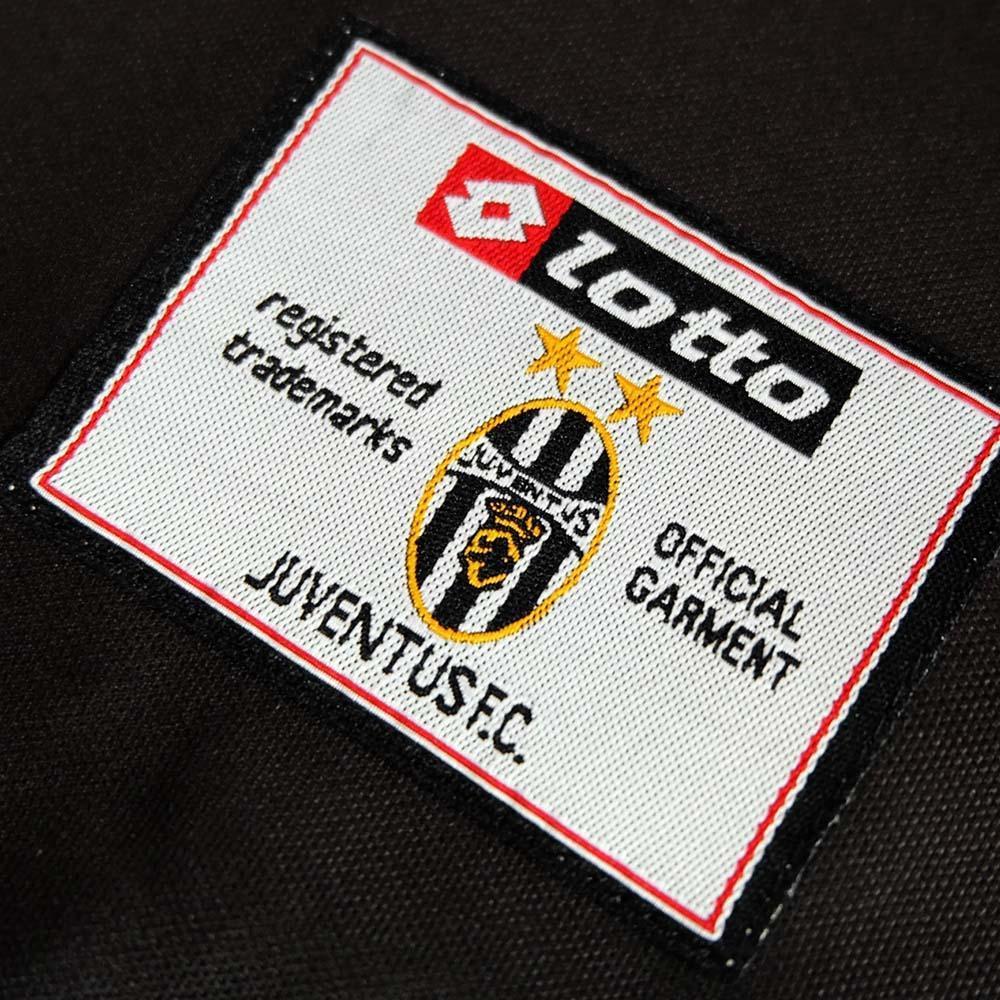 lotto
registered
trademarks
JUVENTUS
OFFICIAL
GARMENT
JUVENTUS F.C.